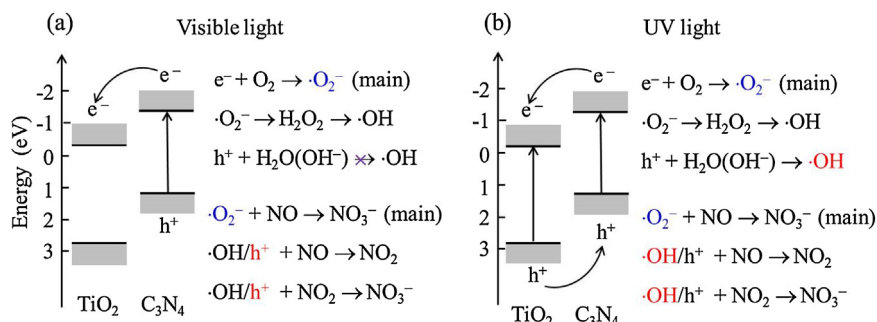 (a) Visible light
Energy (eV)
-2
-1
0
1
2
3
e⁻
e⁻
h⁺
TiO₂ C₃N₄
e⁻ + O₂ → ·O₂⁻ (main)
·O₂⁻ → H₂O₂ → ·OH
h⁺ + H₂O(OH⁻) ↛ ·OH
·O₂⁻ + NO → NO₃⁻ (main)
·OH/h⁺ + NO → NO₂
·OH/h⁺ + NO₂ → NO₃⁻
(b) UV light
-2
-1
0
1
2
3
e⁻
e⁻
h⁺
h⁺
TiO₂ C₃N₄
e⁻ + O₂ → ·O₂⁻ (main)
·O₂⁻ → H₂O₂ → ·OH
h⁺ + H₂O(OH⁻) → ·OH
·O₂⁻ + NO → NO₃⁻ (main)
·OH/h⁺ + NO → NO₂
·OH/h⁺ + NO₂ → NO₃⁻